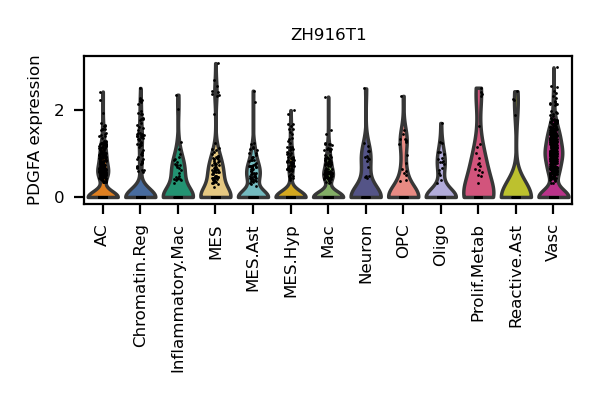 ZH916T1
PDGFA expression
2
0
AC
Chromatin.Reg
Inflammatory.Mac
MES
MES.Ast
MES.Hyp
Mac
Neuron
OPC
Oligo
Prolif.Metab
Reactive.Ast
Vasc